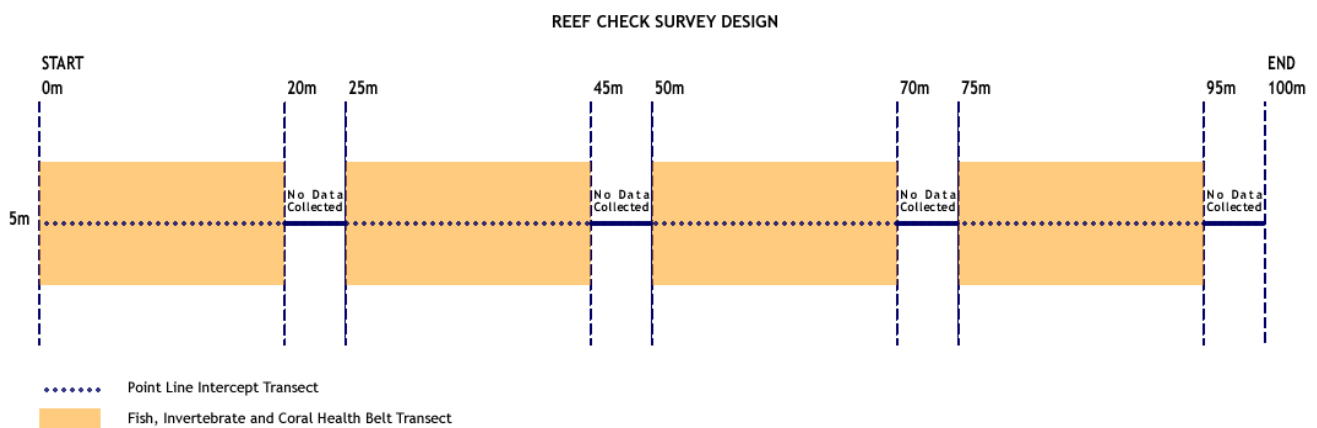 REEF CHECK SURVEY DESIGN
START
END
0m 20m 25m 45m 50m 70m 75m 95m 100m
No Data
Collected
No Data
Collected
No Data
Collected
No Data
Collected
5m
Point Line Intercept Transect
Fish, Invertebrate and Coral Health Belt Transect